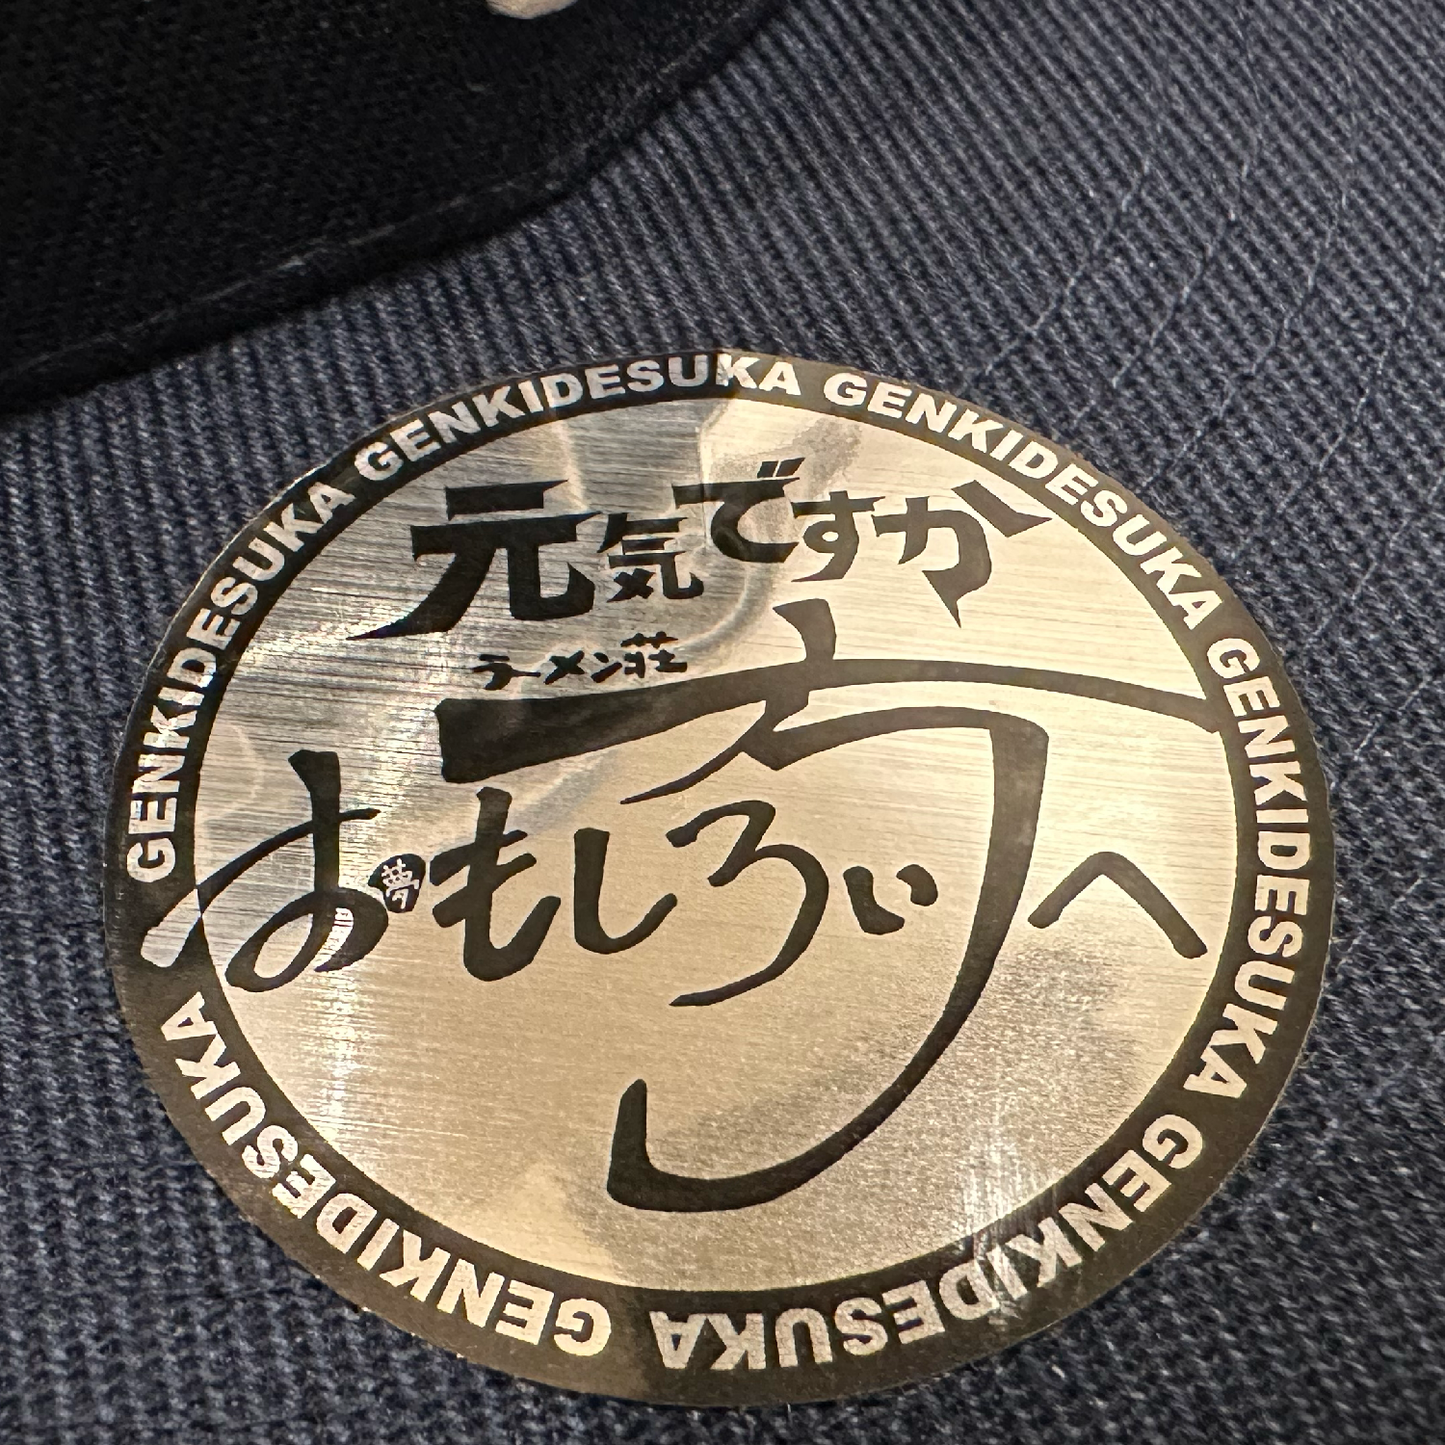 GENKIDESUKA GENKIDESUKA GENKIDESUKA GENKIDESUKA GENKIDESUKA GENKIDESUKA GENKIDESUKA
元気ですか
ラーメン荘
夢
おもしろい方へ